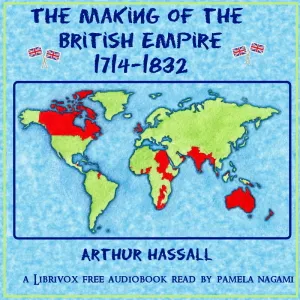 THE MAKING OF THE
BRITISH EMPIRE
1714-1832
ARTHUR HASSALL
A LIBRIVOX FREE AUDIOBOOK READ BY PAMELA NAGAMI